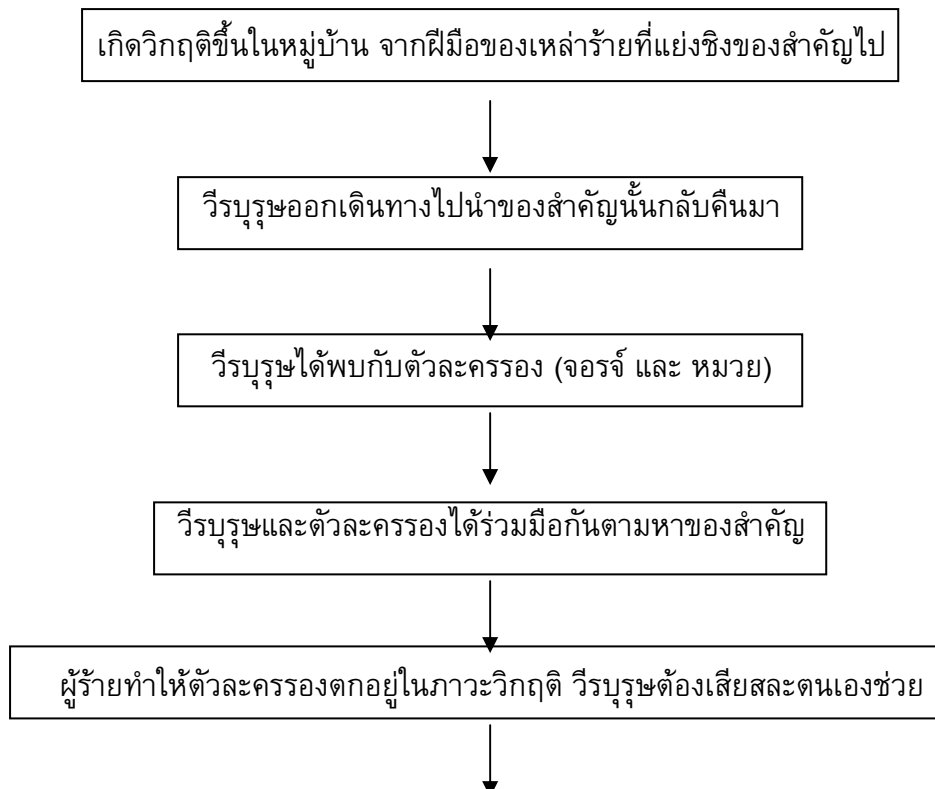 เกิดวิกฤติขึ้นในหมู่บ้าน จากฝีมือของเหล่าร้ายที่แย่งชิงของสำคัญไป
วีรบุรุษออกเดินทางไปนำของสำคัญนั้นกลับคืนมา
วีรบุรุษได้พบกับตัวละครรอง (จอรจ์ และ หมวย)
วีรบุรุษและตัวละครรองได้ร่วมมือกันตามหาของสำคัญ
ผู้ร้ายทำให้ตัวละครรองตกอยู่ในภาวะวิกฤติ วีรบุรุษต้องเสียสละตนเองช่วย